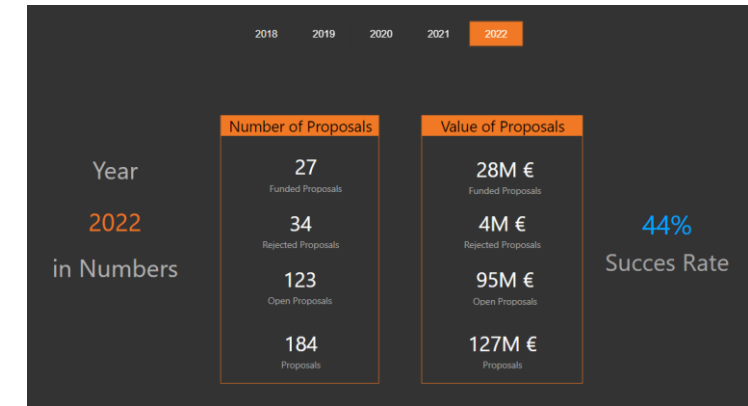 2018 2019 2020 2021 2022
Year
2022
in Numbers
Number of Proposals
27
Funded Proposals
34
Rejected Proposals
123
Open Proposals
184
Proposals
Value of Proposals
28M €
Funded Proposals
4M €
Rejected Proposals
95M €
Open Proposals
127M €
Proposals
44%
Succes Rate